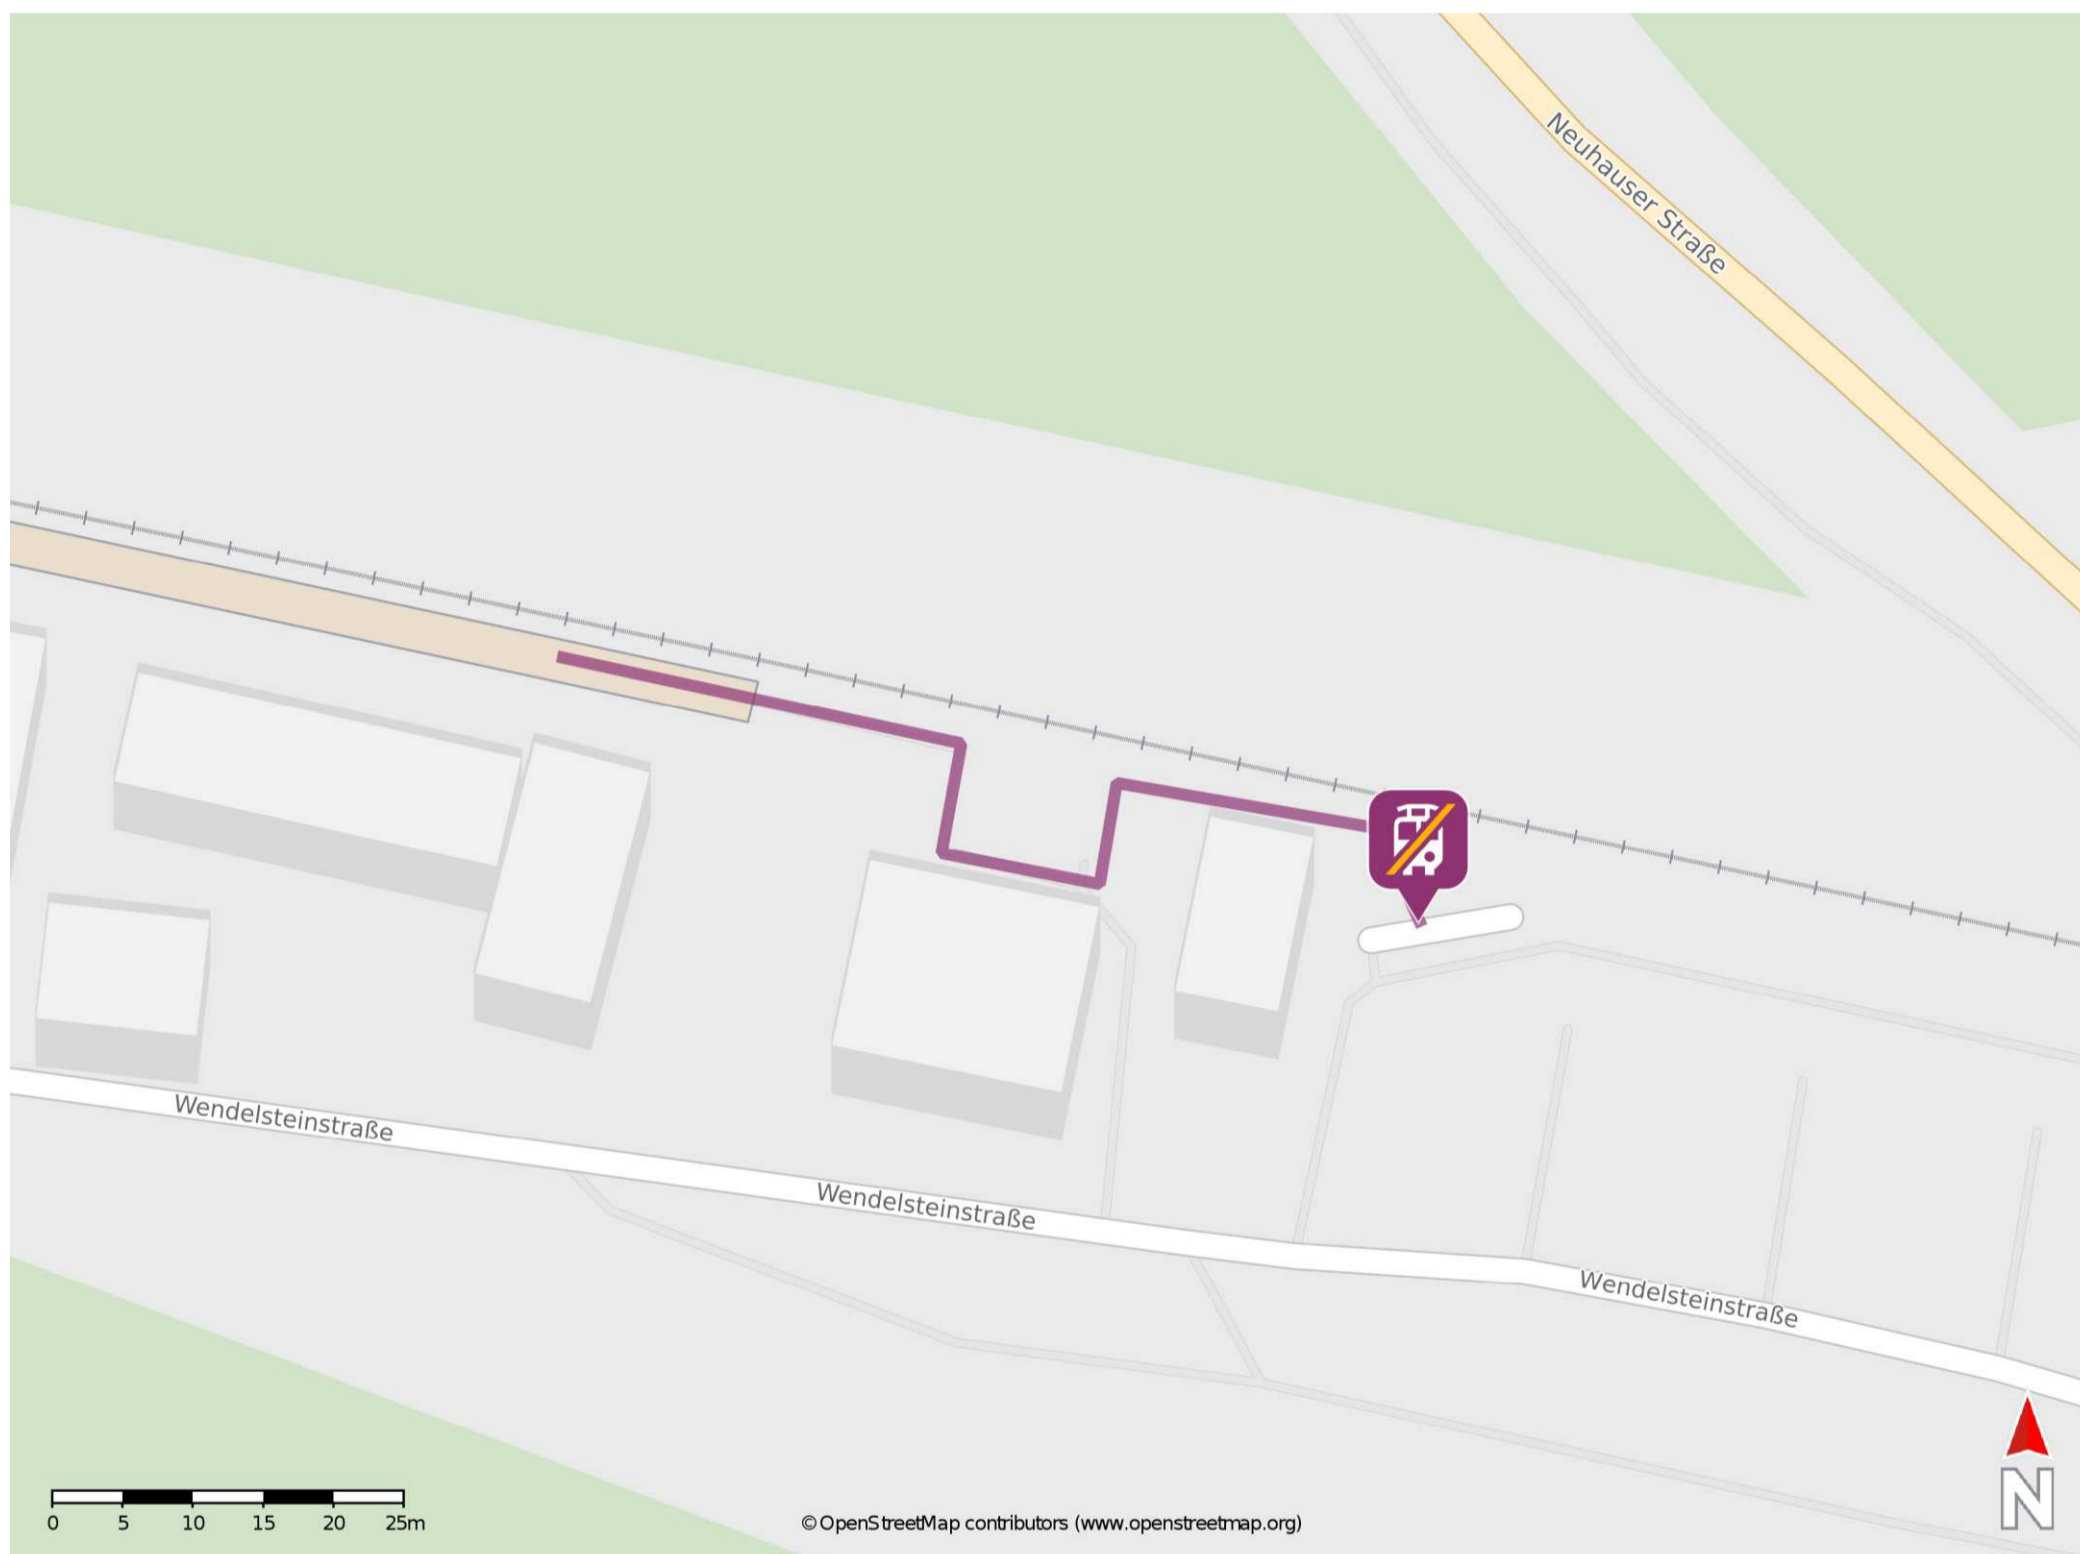 Neuhauser Straße
Wendelsteinstraße
Wendelsteinstraße
Wendelsteinstraße
0 5 10 15 20 25m
© OpenStreetMap contributors (www.openstreetmap.org)
N